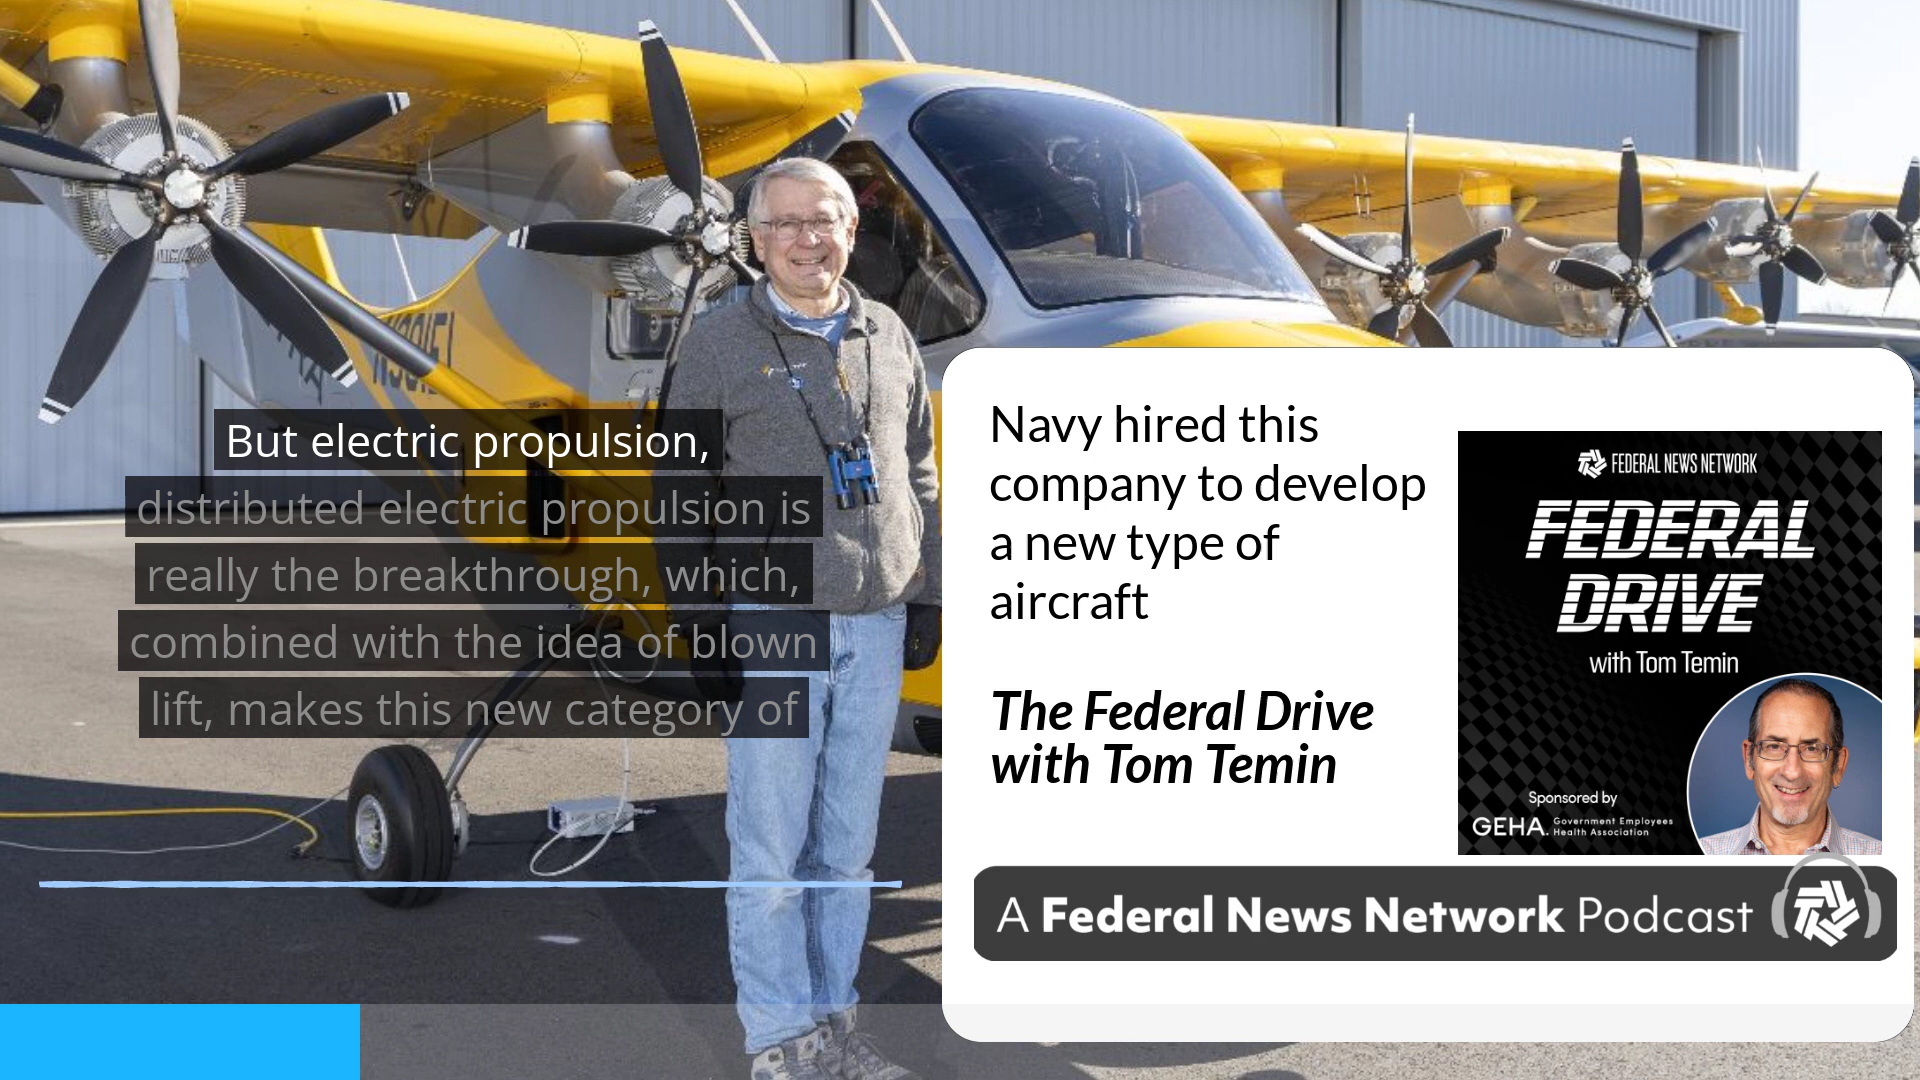 But electric propulsion,
distributed electric propulsion is
really the breakthrough, which,
combined with the idea of blown
lift, makes this new category of
Navy hired this
company to develop
a new type of
aircraft
The Federal Drive
with Tom Temin
FEDERAL NEWS NETWORK
FEDERAL
DRIVE
with Tom Temin
Sponsored by
GEHA. Government Employees
Health Association
A Federal News Network Podcast